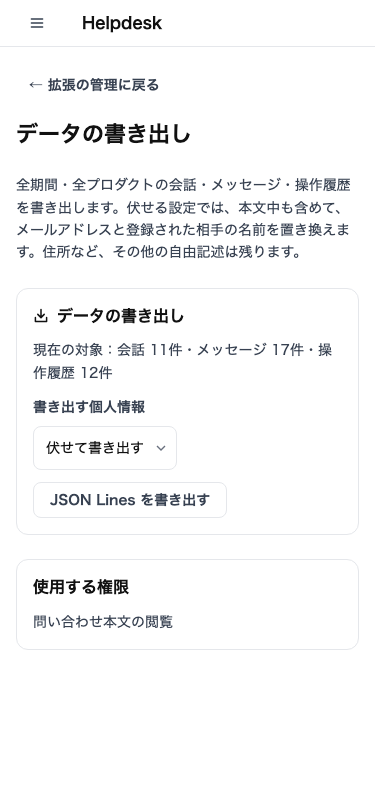 Helpdesk
← 拡張の管理に戻る
データの書き出し
全期間・全プロダクトの会話・メッセージ・操作履歴
を書き出します。伏せる設定では、本文中も含めて、
メールアドレスと登録された相手の名前を置き換えま
す。住所など、その他の自由記述は残ります。
データの書き出し
現在の対象：会話 11件・メッセージ 17件・操
作履歴 12件
書き出す個人情報
伏せて書き出す
JSON Lines を書き出す
使用する権限
問い合わせ本文の閲覧